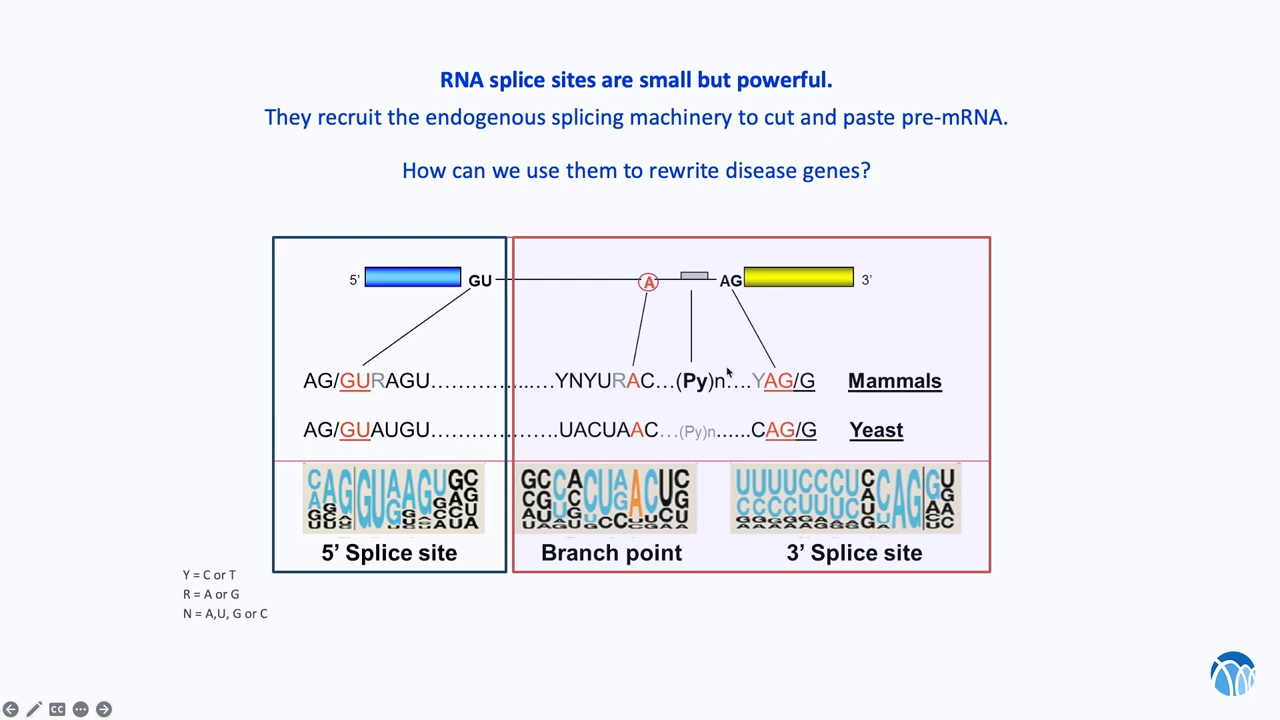 RNA splice sites are small but powerful.
They recruit the endogenous splicing machinery to cut and paste pre-mRNA.
How can we use them to rewrite disease genes?
5’ GU A AG 3’
AG/GURAGU…………...…YNYURAC…(Py)n….YAG/G Mammals
AG/GUAUGU………………UACUAAC…(Py)n......CAG/G Yeast
5’ Splice site Branch point 3’ Splice site
Y = C or T
R = A or G
N = A,U, G or C
CC